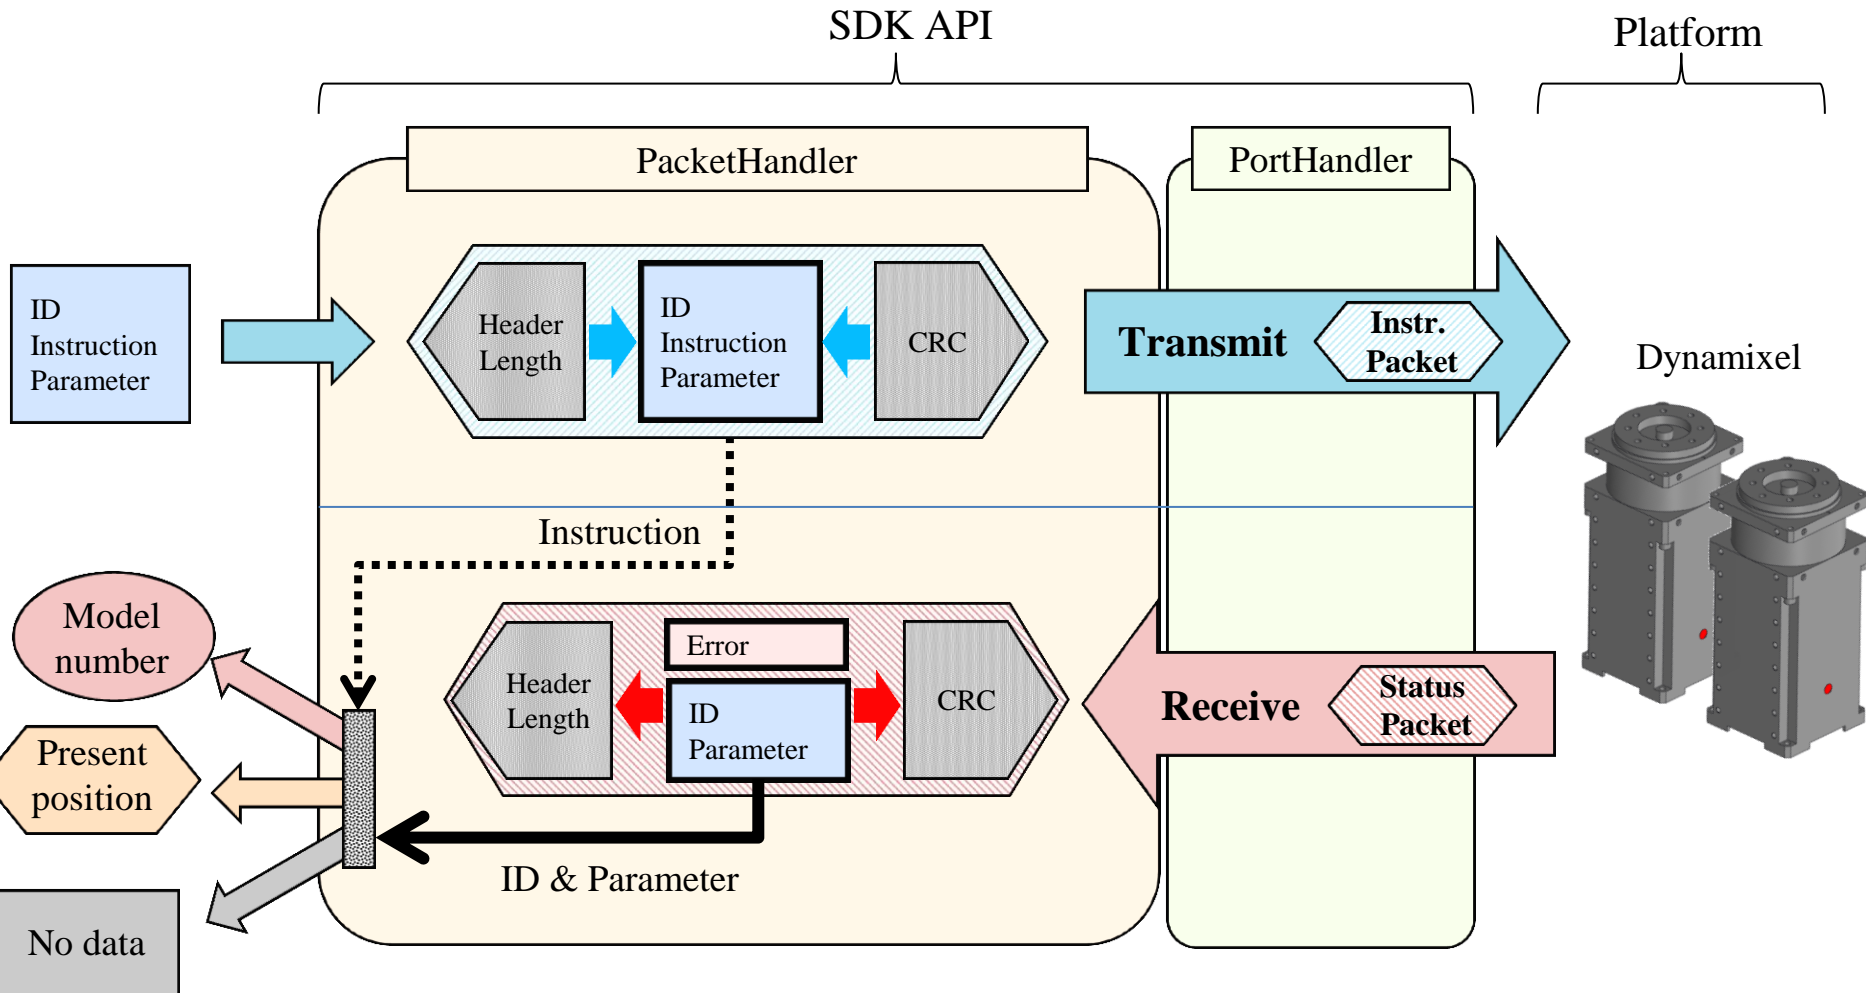 SDK API
Platform
PacketHandler
PortHandler
ID
Instruction
Parameter
Header
Length
ID
Instruction
Parameter
CRC
Transmit
Instr.
Packet
Dynamixel
Instruction
Model
number
Present
position
No data
Header
Length
Error
ID
Parameter
CRC
Receive
Status
Packet
ID & Parameter